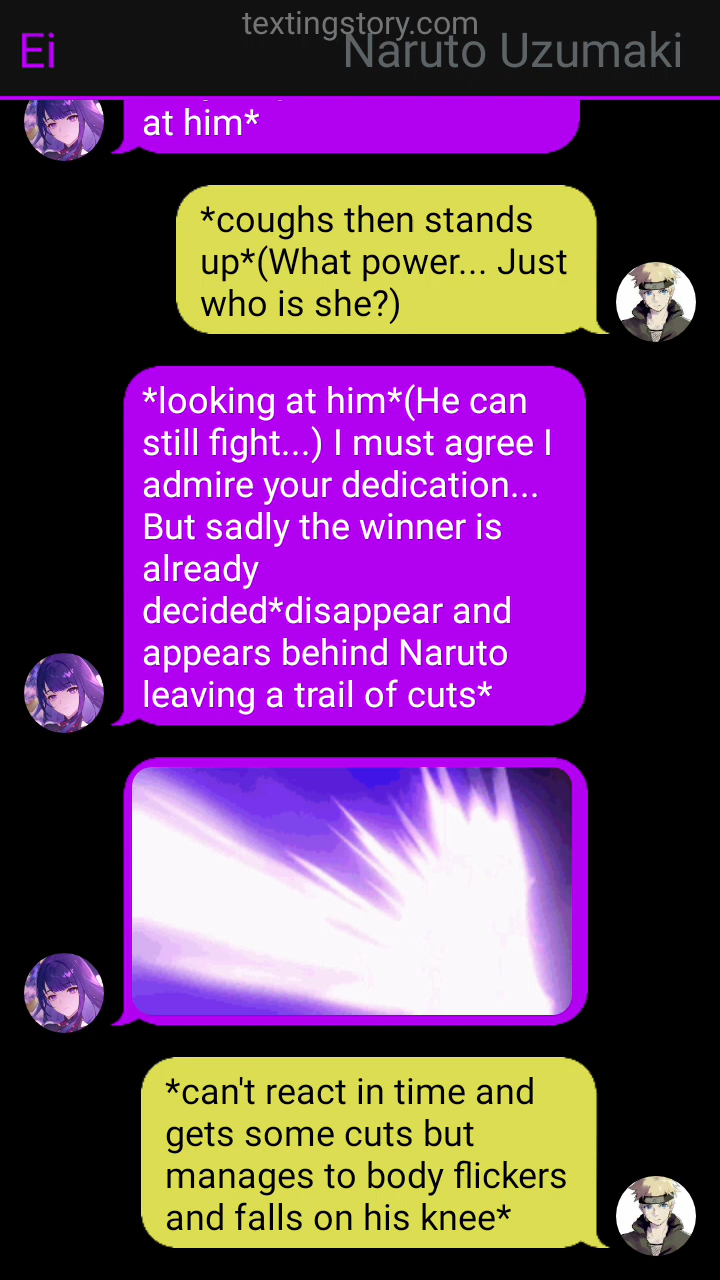 textingstory.com
Ei
Naruto Uzumaki
at him*
*coughs then stands
up*(What power... Just
who is she?)
*looking at him*(He can
still fight...) I must agree I
admire your dedication...
But sadly the winner is
already
decided*disappear and
appears behind Naruto
leaving a trail of cuts*
*can't react in time and
gets some cuts but
manages to body flickers
and falls on his knee*